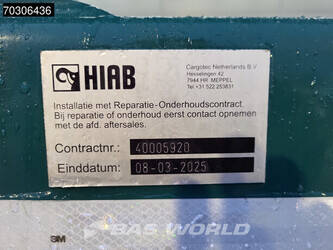 70306436
HIAB
Cargotec Netherlands B.V.
Hesselingen 42
7944 HR MEPPEL
Tel +31 522 253831
Installatie met Reparatie-Onderhoudscontract.
Bij reparatie of onderhoud eerst contact opnemen
met de afd. aftersales.
Contractnr.: 40005920
Einddatum: 08-03-2025
BAS WORLD
3M